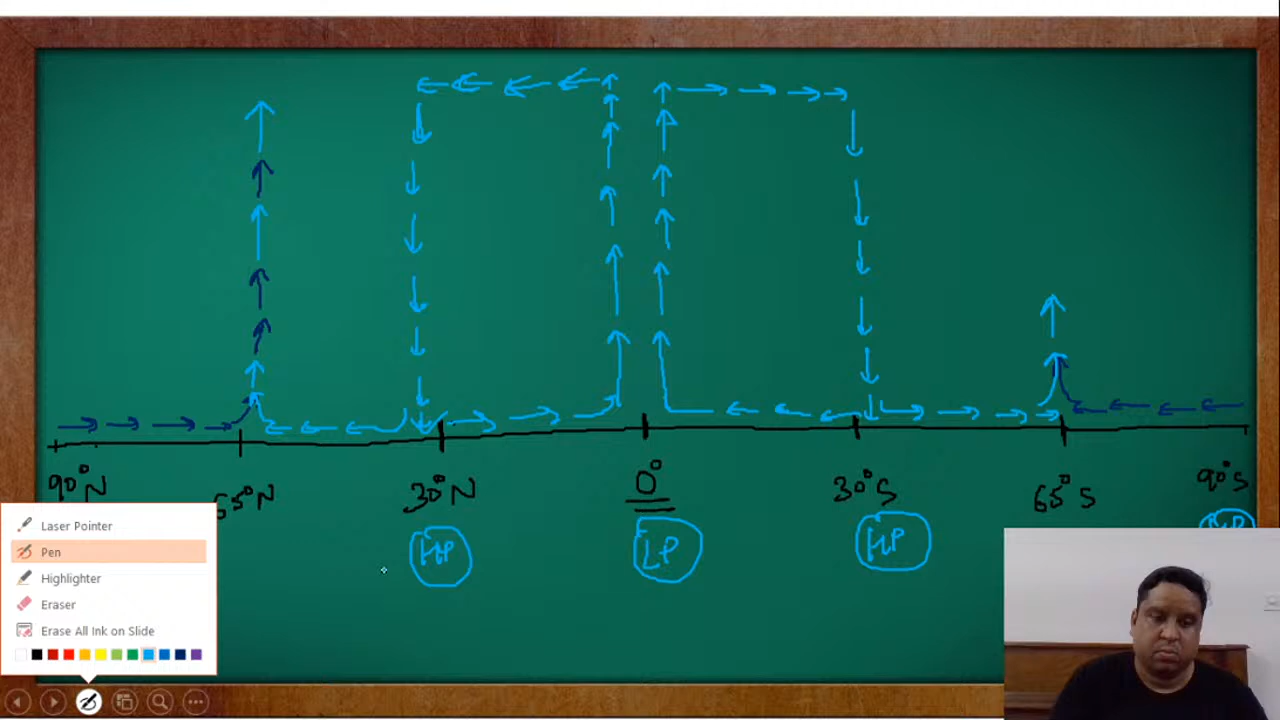 90°N 65°N 30°N 0° 30°S 65°S 90°S
HP LP HP HP
Laser Pointer
Pen
Highlighter
Eraser
Erase All Ink on Slide